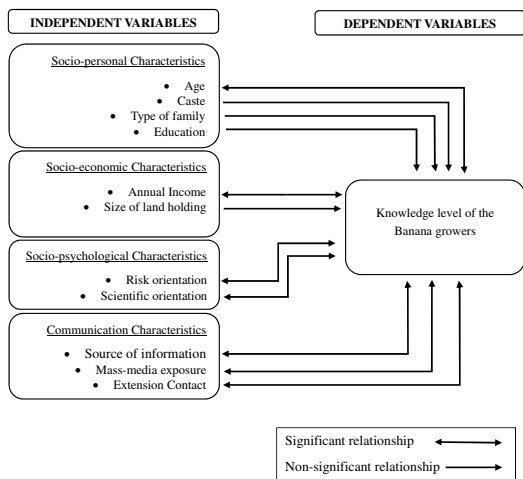 INDEPENDENT VARIABLES
DEPENDENT VARIABLES
Socio-personal Characteristics
• Age
• Caste
• Type of family
• Education
Socio-economic Characteristics
• Annual Income
• Size of land holding
Socio-psychological Characteristics
• Risk orientation
• Scientific orientation
Communication Characteristics
• Source of information
• Mass-media exposure
• Extension Contact
Knowledge level of the
Banana growers
Significant relationship
Non-significant relationship